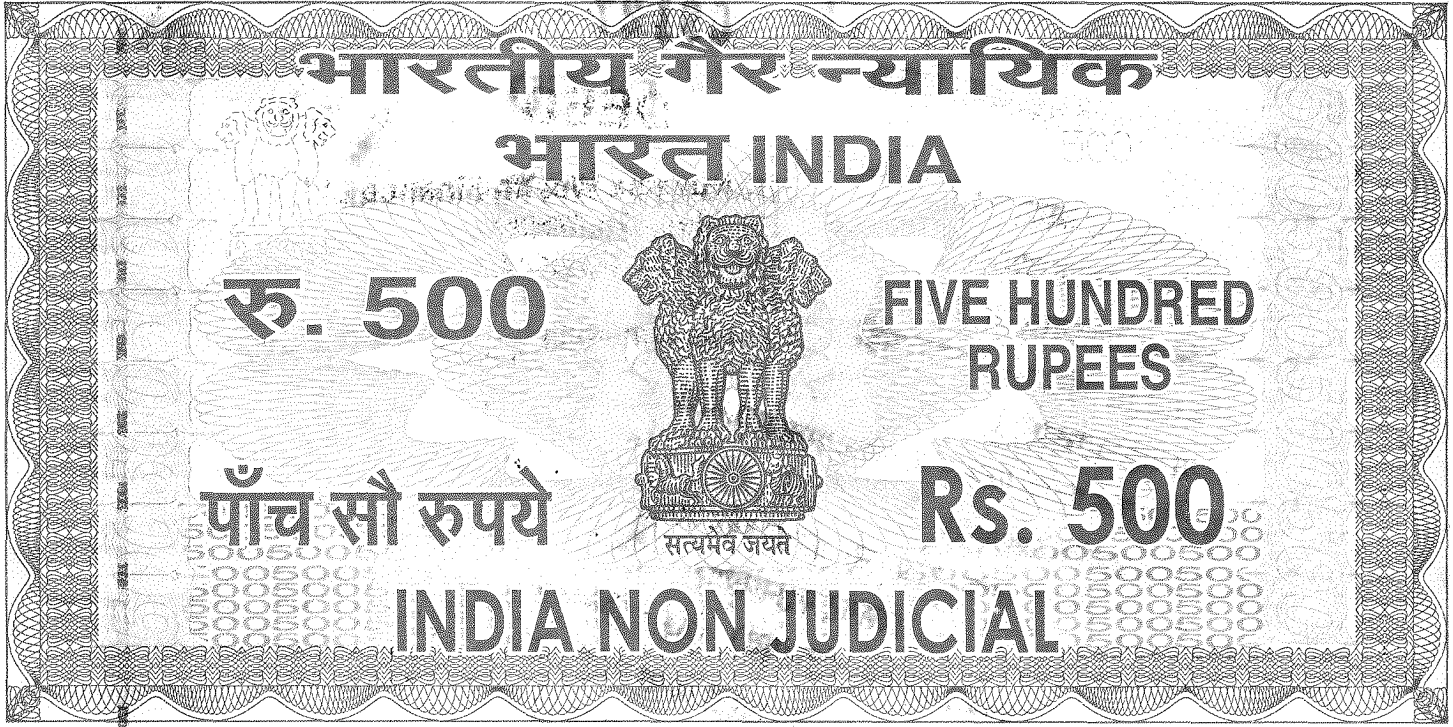 भारतीय गैर न्यायिक
भारत INDIA
रु. 500
FIVE HUNDRED
RUPEES
पाँच सौ रुपये
Rs. 500
सत्यमेव जयते
INDIA NON JUDICIAL